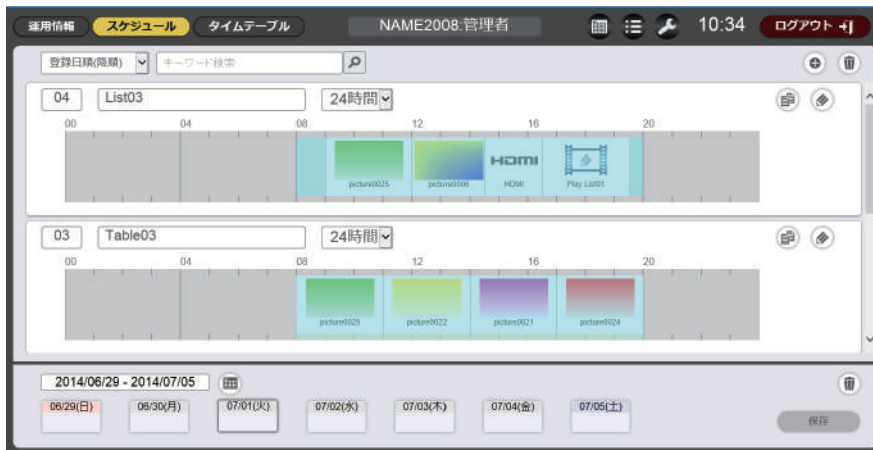 運用情報 スケジュール タイムテーブル NAME2008:管理者 10:34 ログアウト
登録日順(降順) キーワード検索
04 List03 24時間
00 04 08 12 16 20
HDMI
picture0025 picture0006 HDMI Play List01
03 Table03 24時間
00 04 08 12 16 20
picture0025 picture0022 picture0021 picture0024
2014/06/29 - 2014/07/05
06/29(日) 06/30(月) 07/01(火) 07/02(水) 07/03(木) 07/04(金) 07/05(土)
保存